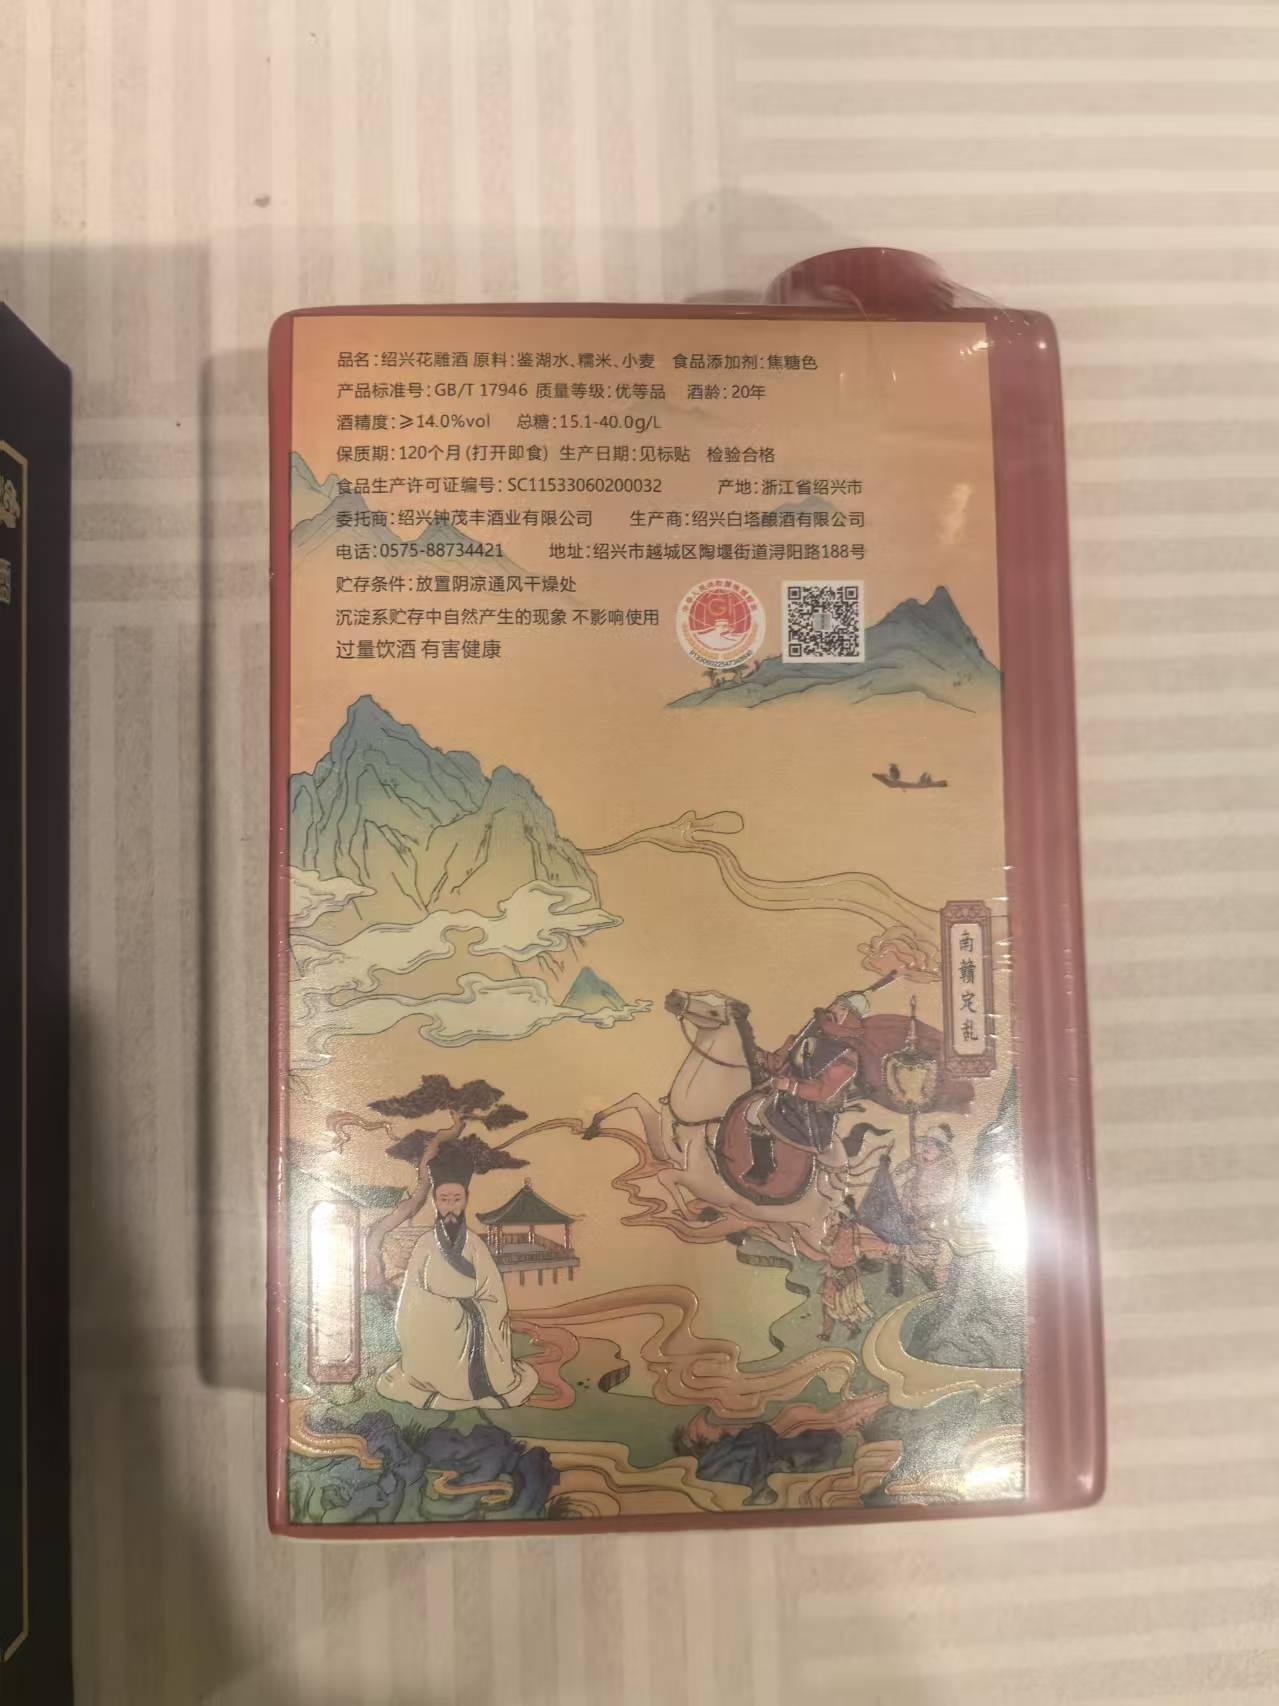 品名:绍兴花雕酒 原料:鉴湖水、糯米、小麦 食品添加剂:焦糖色
产品标准号:GB/T 17946 质量等级:优等品 酒龄:20年
酒精度:≥14.0%vol 总糖:15.1-40.0g/L
保质期:120个月(打开即食) 生产日期:见标贴 检验合格
食品生产许可证编号:SC11533060200032 产地:浙江省绍兴市
委托商:绍兴钟茂丰酒业有限公司 生产商:绍兴白塔酿酒有限公司
电话:0575-88734421 地址:绍兴市越城区陶堰街道浔阳路188号
贮存条件:放置阴凉通风干燥处
沉淀系贮存中自然产生的现象 不影响使用
过量饮酒 有害健康
GI
南赣定乱
酒